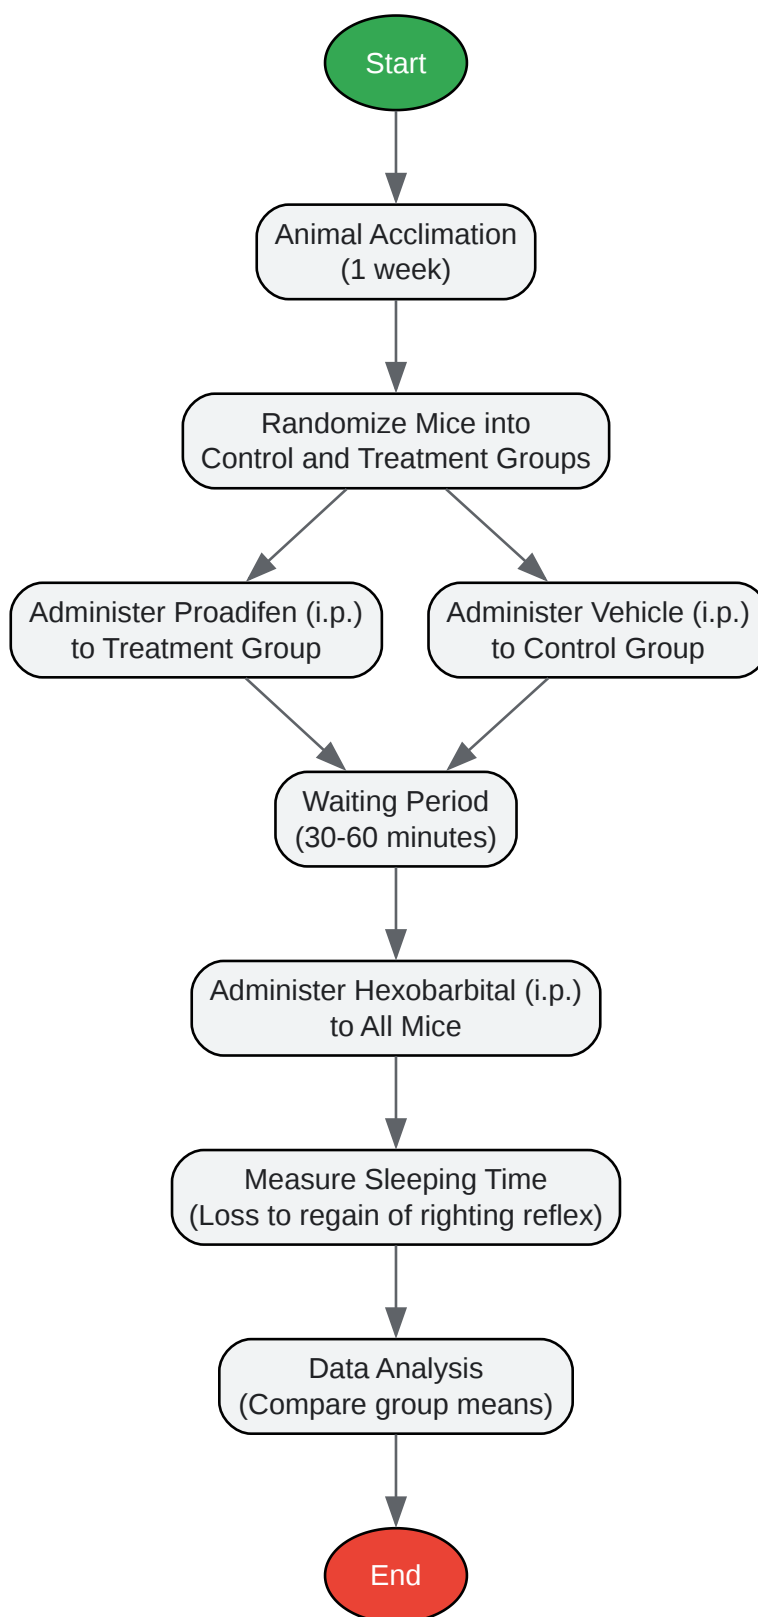 Start
Animal Acclimation
(1 week)
Randomize Mice into
Control and Treatment Groups
Administer Proadifen (i.p.)
to Treatment Group
Administer Vehicle (i.p.)
to Control Group
Waiting Period
(30-60 minutes)
Administer Hexobarbital (i.p.)
to All Mice
Measure Sleeping Time
(Loss to regain of righting reflex)
Data Analysis
(Compare group means)
End